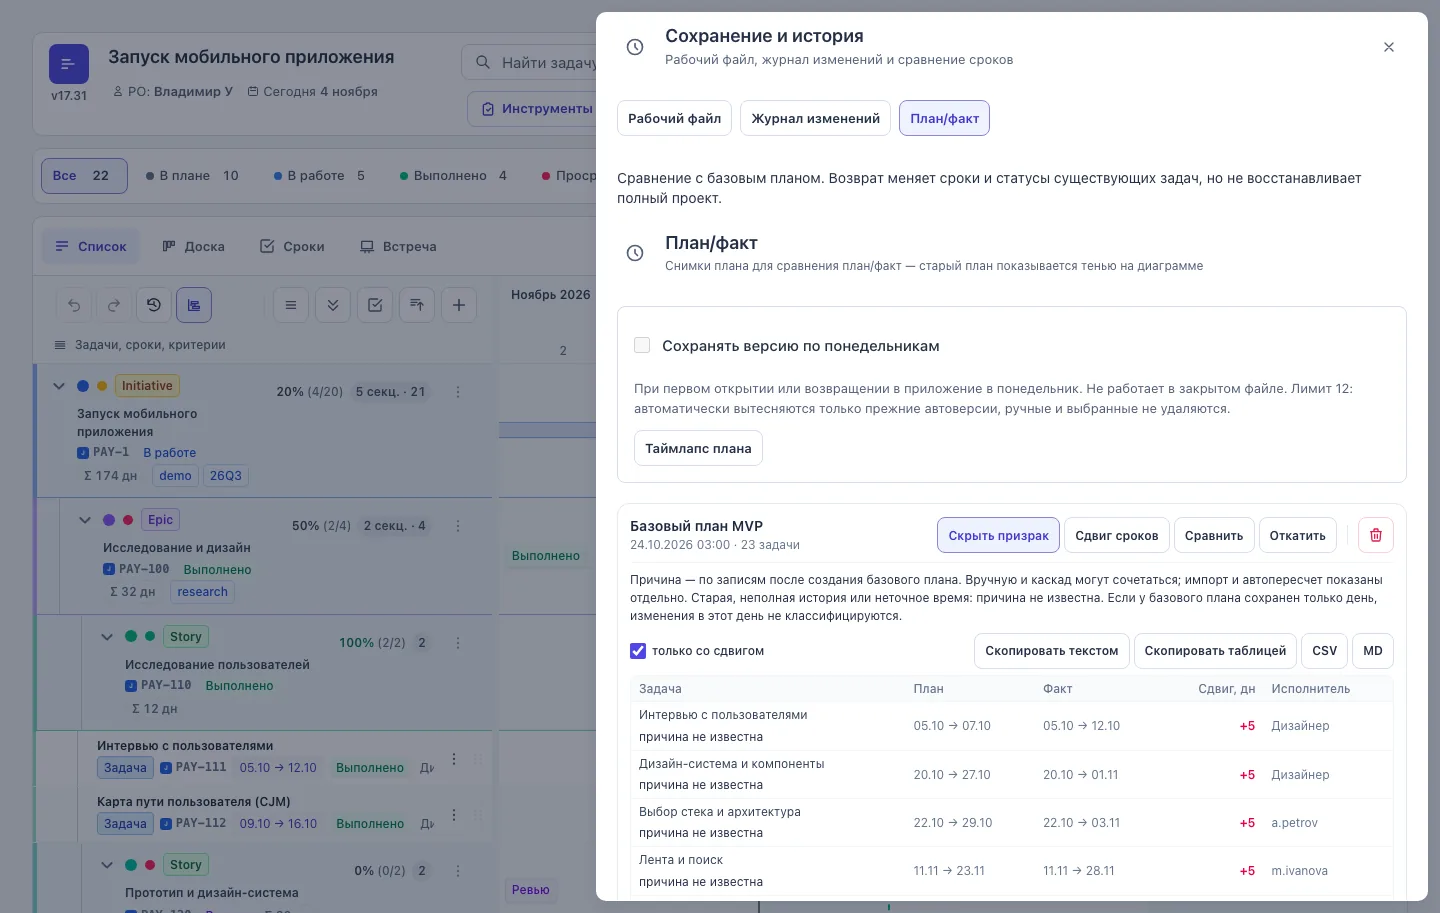 Запуск мобильного приложения
v17.31
PO: Владимир У
Сегодня 4 ноября
Найти задачу
Инструменты
Все 22
В плане 10
В работе 5
Выполнено 4
Список
Доска
Сроки
Встреча
Ноябрь 2026
2
Задачи, сроки, критерии
Initiative
20% (4/20)
5 секц. · 21
Запуск мобильного
приложения
PAY-1 В работе
Σ 174 дн demo 26Q3
Epic
50% (2/4)
2 секц. · 4
Исследование и дизайн
PAY-100 Выполнено
Σ 32 дн research
Выполнено
Story
100% (2/2) 2
Исследование пользователей
PAY-110 Выполнено
Σ 12 дн
Интервью с пользователями
Задача PAY-111 05.10 → 12.10 Выполнено
Карта пути пользователя (CJM)
Задача PAY-112 09.10 → 16.10 Выполнено
Story
0% (0/2) 2
Прототип и дизайн-система
Ревью
Сохранение и история
Рабочий файл, журнал изменений и сравнение сроков
Рабочий файл
Журнал изменений
План/факт
Сравнение с базовым планом. Возврат меняет сроки и статусы существующих задач, но не восстанавливает
полный проект.
План/факт
Снимки плана для сравнения план/факт — старый план показывается тенью на диаграмме
Сохранять версию по понедельникам
При первом открытии или возвращении в приложение в понедельник. Не работает в закрытом файле. Лимит 12:
автоматически вытесняются только прежние автоверсии, ручные и выбранные не удаляются.
Таймлапс плана
Базовый план MVP
24.10.2026 03:00 · 23 задачи
Скрыть призрак
Сдвиг сроков
Сравнить
Откатить
Причина — по записям после создания базового плана. Вручную и каскад могут сочетаться; импорт и автопересчет показаны
отдельно. Старая, неполная история или неточное время: причина не известна. Если у базового плана сохранен только день,
изменения в этот день не классифицируются.
только со сдвигом
Скопировать текстом
Скопировать таблицей
CSV
MD
Задача План Факт Сдвиг, дн Исполнитель
Интервью с пользователями
причина не известна
05.10 → 07.10 05.10 → 12.10 +5 Дизайнер
Дизайн-система и компоненты
причина не известна
20.10 → 27.10 20.10 → 01.11 +5 Дизайнер
Выбор стека и архитектура
причина не известна
22.10 → 29.10 22.10 → 03.11 +5 a.petrov
Лента и поиск
причина не известна
11.11 → 23.11 11.11 → 28.11 +5 m.ivanova